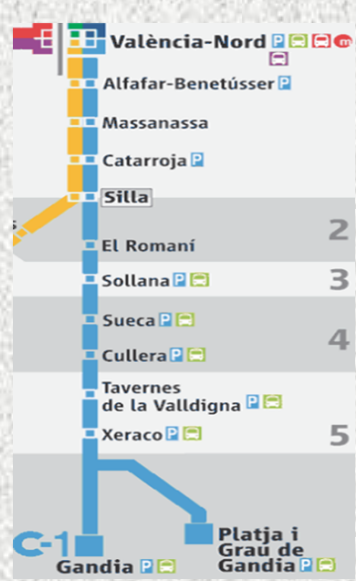 València-Nord P m
Alfafar-Benetússer P
Massanassa
Catarroja P
Silla
s
El Romaní
2
Sollana P
3
Sueca P
4
Cullera P
Tavernes
de la Valldigna P
Xeraco P
5
C-1
Gandia P
Platja i
Grau de
Gandia P